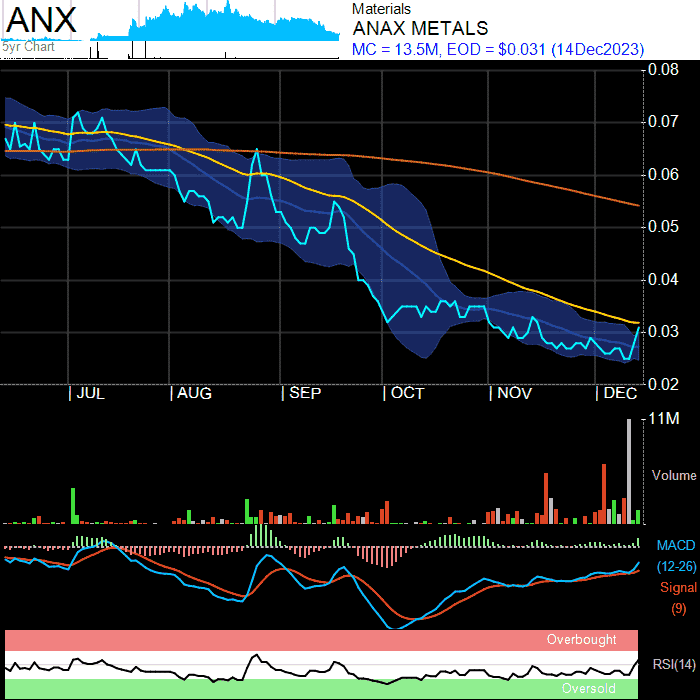 ANX
5yr Chart
Materials
ANAX METALS
MC = 13.5M, EOD = $0.031 (14Dec2023)
0.08
0.07
0.06
0.05
0.04
0.03
0.02
JUL AUG SEP OCT NOV DEC
11M
Volume
MACD
(12-26)
Signal
(9)
Overbought
RSI(14)
Oversold